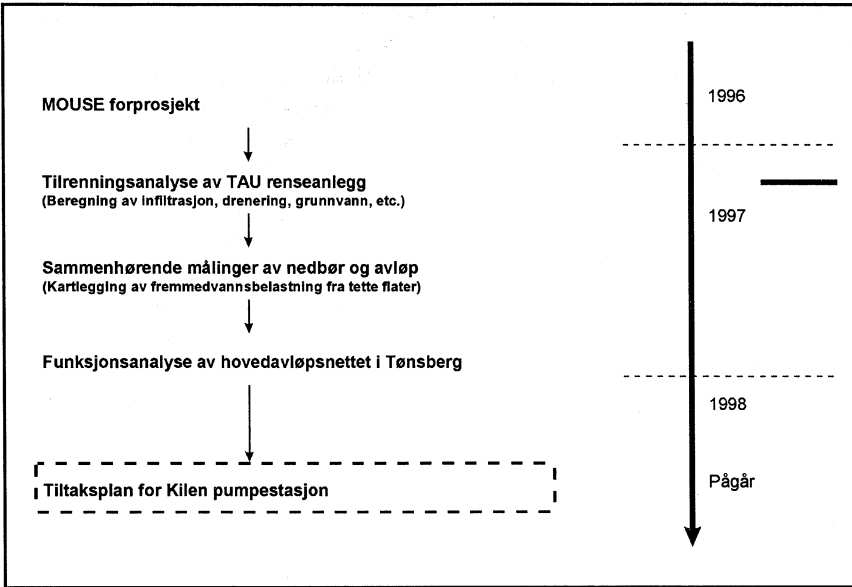 MOUSE forprosjekt
Tilrenningsanalyse av TAU renseanlegg
(Beregning av infiltrasjon, drenering, grunnvann, etc.)
Sammenhørende målinger av nedbør og avløp
(Kartlegging av fremmedvannsbelastning fra tette flater)
Funksjonsanalyse av hovedavløpsnettet i Tønsberg
Tiltaksplan for Kilen pumpestasjon
1996
1997
1998
Pågår